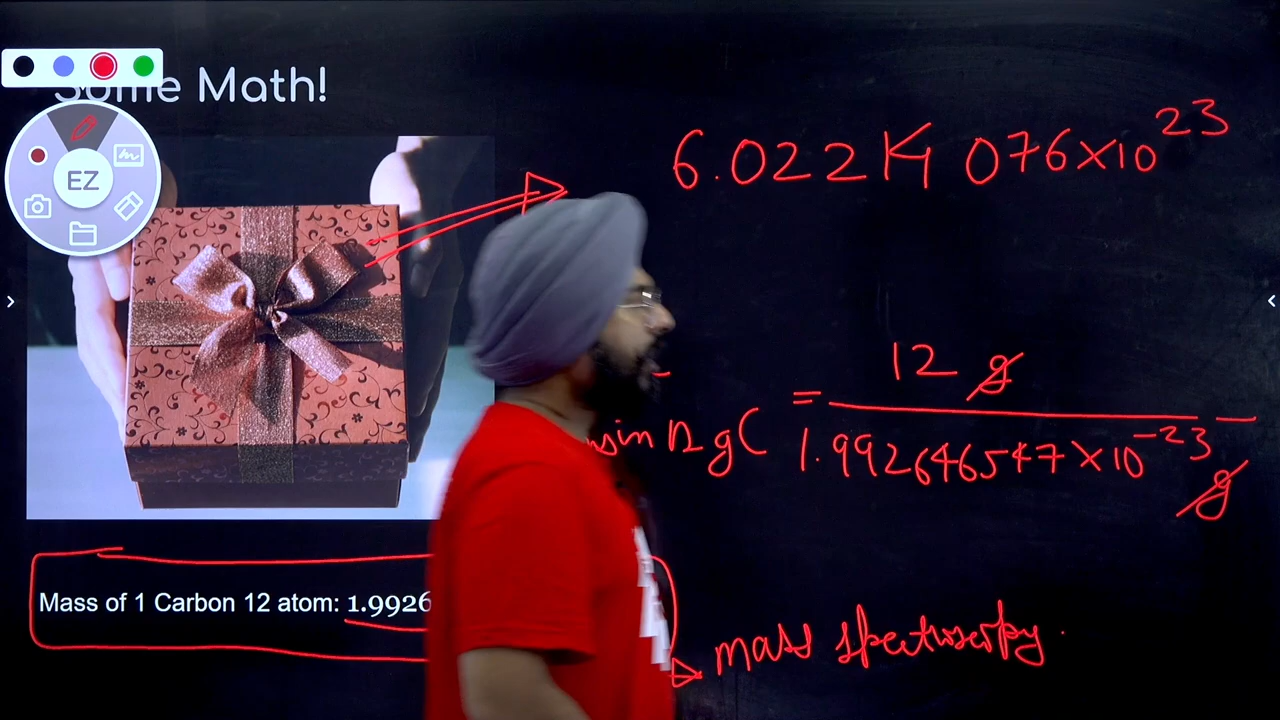 Some Math!
EZ
6.02214076×10²³
12 g
in 12 g C =
1.992646547×10⁻²³ g
Mass of 1 Carbon 12 atom: 1.9926
mass spectroscopy.